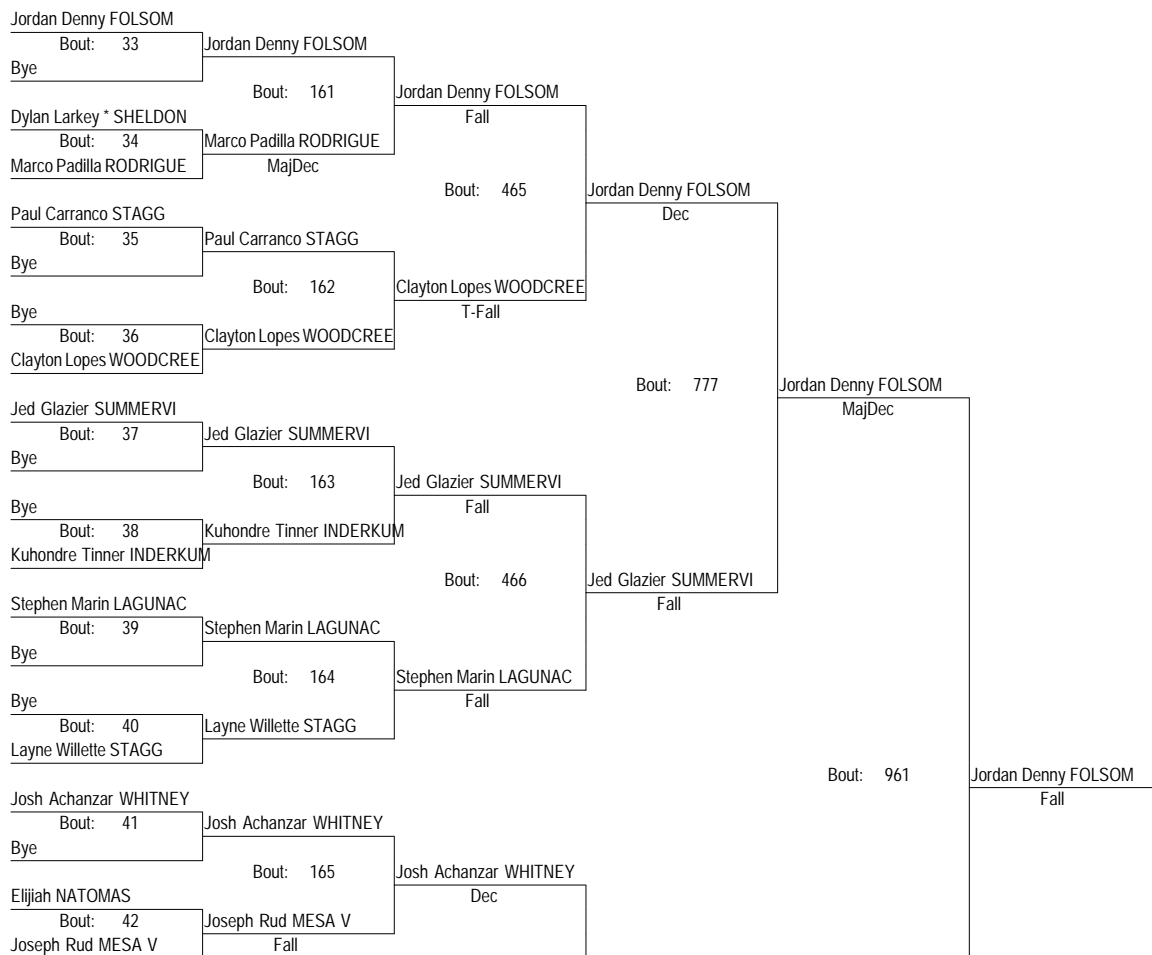 Jordan Denny FOLSOM
Bout: 33
Jordan Denny FOLSOM
Bye
Bout: 161
Jordan Denny FOLSOM
Fall
Dylan Larkey * SHELDON
Bout: 34
Marco Padilla RODRIGUE
Marco Padilla RODRIGUE
MajDec
Bout: 465
Jordan Denny FOLSOM
Dec
Paul Carranco STAGG
Bout: 35
Paul Carranco STAGG
Bye
Bout: 162
Clayton Lopes WOODCREE
T-Fall
Bye
Bout: 36
Clayton Lopes WOODCREE
Clayton Lopes WOODCREE
Bout: 777
Jordan Denny FOLSOM
MajDec
Jed Glazier SUMMERVI
Bout: 37
Jed Glazier SUMMERVI
Bye
Bout: 163
Jed Glazier SUMMERVI
Fall
Bye
Bout: 38
Kuhondre Tinner INDERKUM
Kuhondre Tinner INDERKUM
Bout: 466
Jed Glazier SUMMERVI
Fall
Stephen Marin LAGUNAC
Bout: 39
Stephen Marin LAGUNAC
Bye
Bout: 164
Stephen Marin LAGUNAC
Fall
Bye
Bout: 40
Layne Willette STAGG
Layne Willette STAGG
Bout: 961
Jordan Denny FOLSOM
Fall
Josh Achanzar WHITNEY
Bout: 41
Josh Achanzar WHITNEY
Bye
Bout: 165
Josh Achanzar WHITNEY
Dec
Elijiah NATOMAS
Bout: 42
Joseph Rud MESA V
Joseph Rud MESA V
Fall